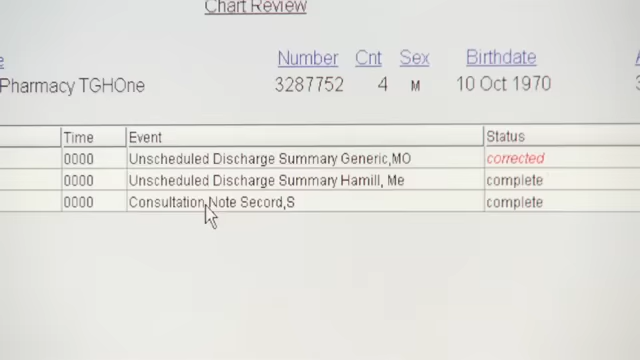 Chart Review
Number Cnt Sex Birthdate
Pharmacy TGHOne 3287752 4 M 10 Oct 1970
Time Event Status
0000 Unscheduled Discharge Summary Generic,MO corrected
0000 Unscheduled Discharge Summary Hamill, Me complete
0000 Consultation Note Secord,S complete